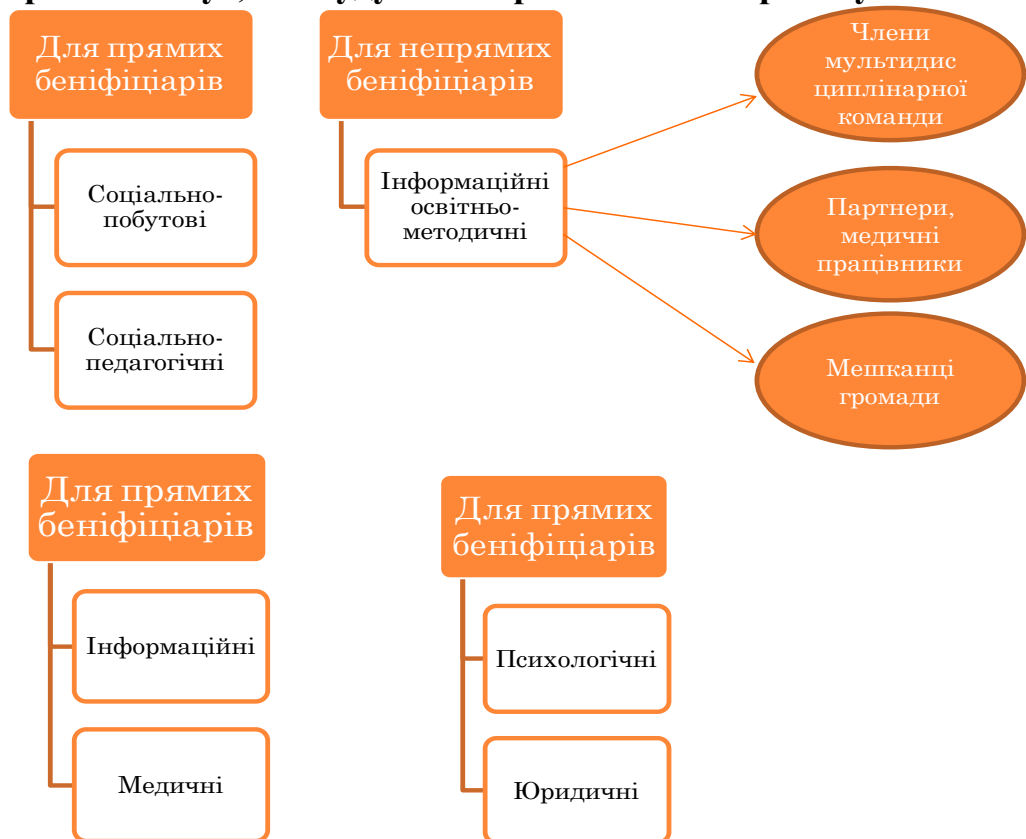 Для прямих
беніфіціарів
Соціально-
побутові
Соціально-
педагогічні
Для непрямих
беніфіціарів
Інформаційні
освітньо-
методичні
Члени
мультидис
циплінарної
команди
Партнери,
медичні
працівники
Мешканці
громади
Для прямих
беніфіціарів
Інформаційні
Медичні
Для прямих
беніфіціарів
Психологічні
Юридичні